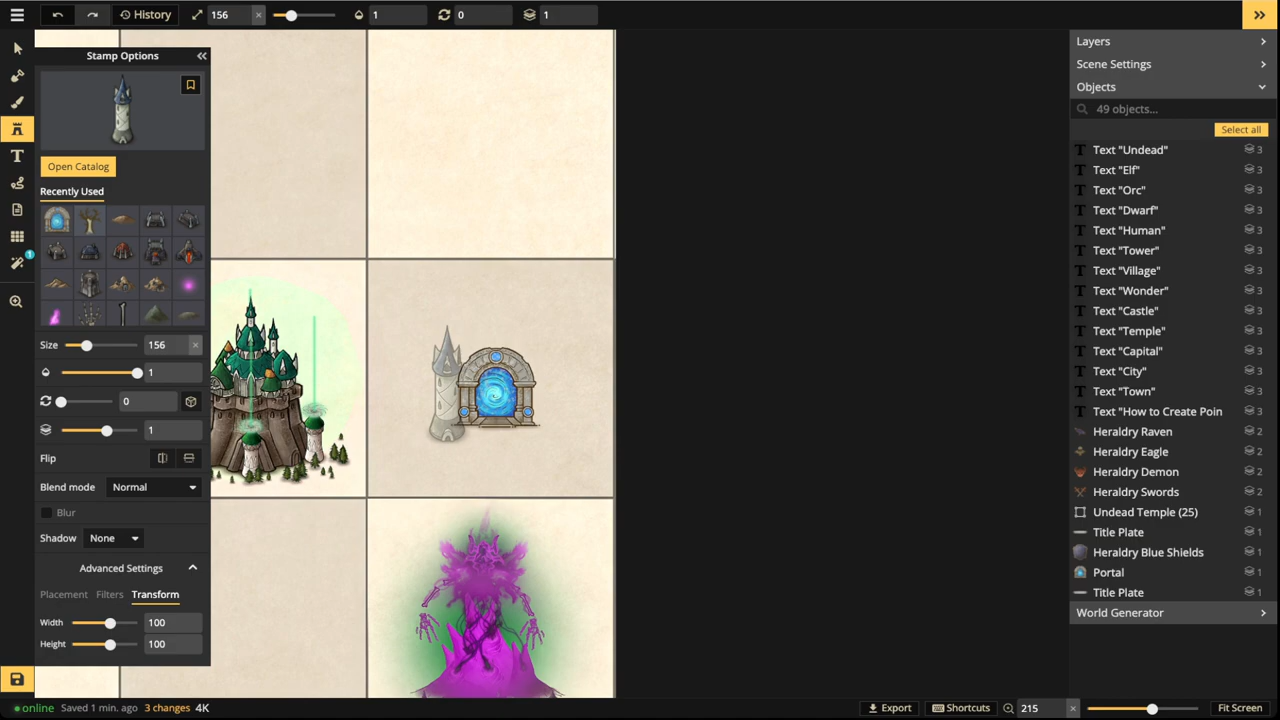 History
156
1
0
1
Stamp Options
Open Catalog
Recently Used
Size
156
1
0
1
Flip
Blend mode
Normal
Blur
Shadow
None
Advanced Settings
Placement
Filters
Transform
Width
100
Height
100
Layers
Scene Settings
Objects
49 objects...
Select all
Text "Undead" 3
Text "Elf" 3
Text "Orc" 3
Text "Dwarf" 3
Text "Human" 3
Text "Tower" 3
Text "Village" 3
Text "Wonder" 3
Text "Castle" 3
Text "Temple" 3
Text "Capital" 3
Text "City" 3
Text "Town" 3
Text "How to Create Poin 3
Heraldry Raven 2
Heraldry Eagle 2
Heraldry Demon 2
Heraldry Swords 2
Undead Temple (25) 1
Title Plate 1
Heraldry Blue Shields 1
Portal 1
Title Plate 1
World Generator
1
online Saved 1 min. ago 3 changes 4K
Export
Shortcuts
215
Fit Screen